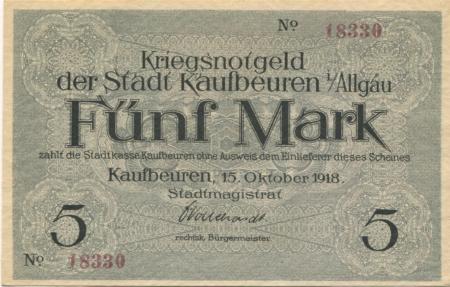 Nº 18330
Kriegsnotgeld
der Stadt Kaufbeuren i/Allgäu
Fünf Mark
zahlt die Stadtkasse Kaufbeuren ohne Ausweis dem Einlieferer dieses Scheines
Kaufbeuren, 15. Oktober 1918.
Stadtmagistrat
rechtsk. Bürgermeister
5 5
Nº 18330